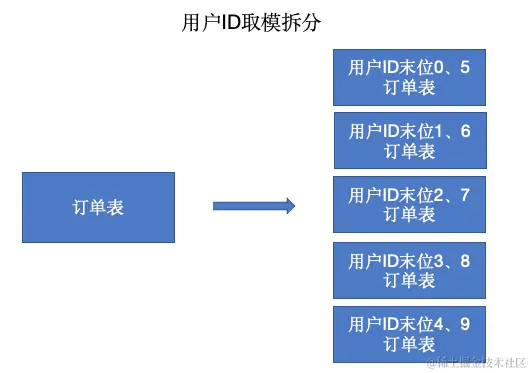 用户ID取模拆分
用户ID末位0、5
订单表
用户ID末位1、6
订单表
订单表
用户ID末位2、7
订单表
用户ID末位3、8
订单表
用户ID末位4、9
订单表
@稀土掘金技术社区